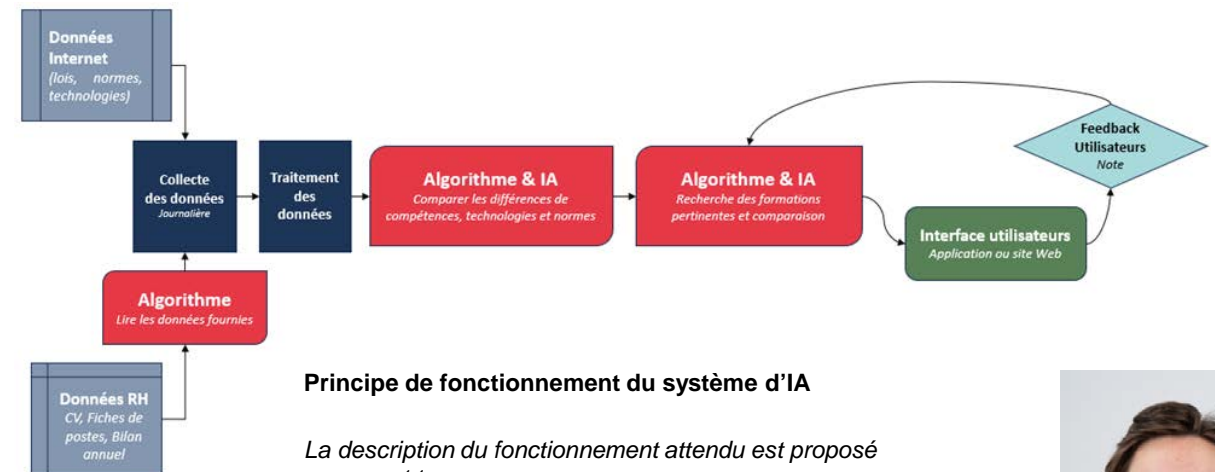 Données
Internet
(lois, normes,
technologies)
Collecte
des données
Journalière
Traitement
des
données
Algorithme & IA
Comparer les différences de
compétences, technologies et normes
Algorithme & IA
Recherche des formations
pertinentes et comparaison
Feedback
Utilisateurs
Note
Interface utilisateurs
Application ou site Web
Algorithme
Lire les données fournies
Données RH
CV, Fiches de
postes, Bilan
annuel
Principe de fonctionnement du système d'IA
La description du fonctionnement attendu est proposé